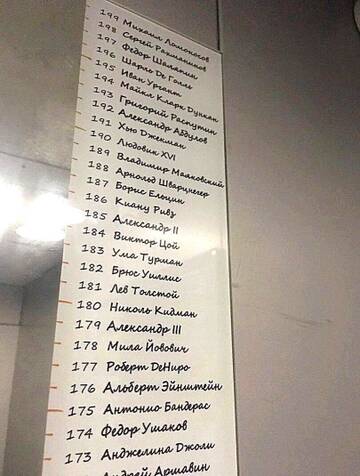 199 Михаил Ломоносов
198 Сергей Рахманинов
197 Федор Шаляпин
196 Шарль Де Голль
195 Иван Ургант
194 Майкл Кларк Дункан
193 Григорий Распутин
192 Александр Абдулов
191 Хью Джекман
190 Людовик XVI
189 Владимир Маяковский
188 Арнольд Шварцнегер
187 Борис Ельцин
186 Киану Ривз
185 Александр II
184 Виктор Цой
183 Ума Турман
182 Брюс Уиллис
181 Лев Толстой
180 Николь Кидман
179 Александр III
178 Мила Йовович
177 Роберт DeНиро
176 Альберт Эйнштейн
175 Антонио Бандерас
174 Федор Ушаков
173 Анджелина Джоли
Андрей Аршавин